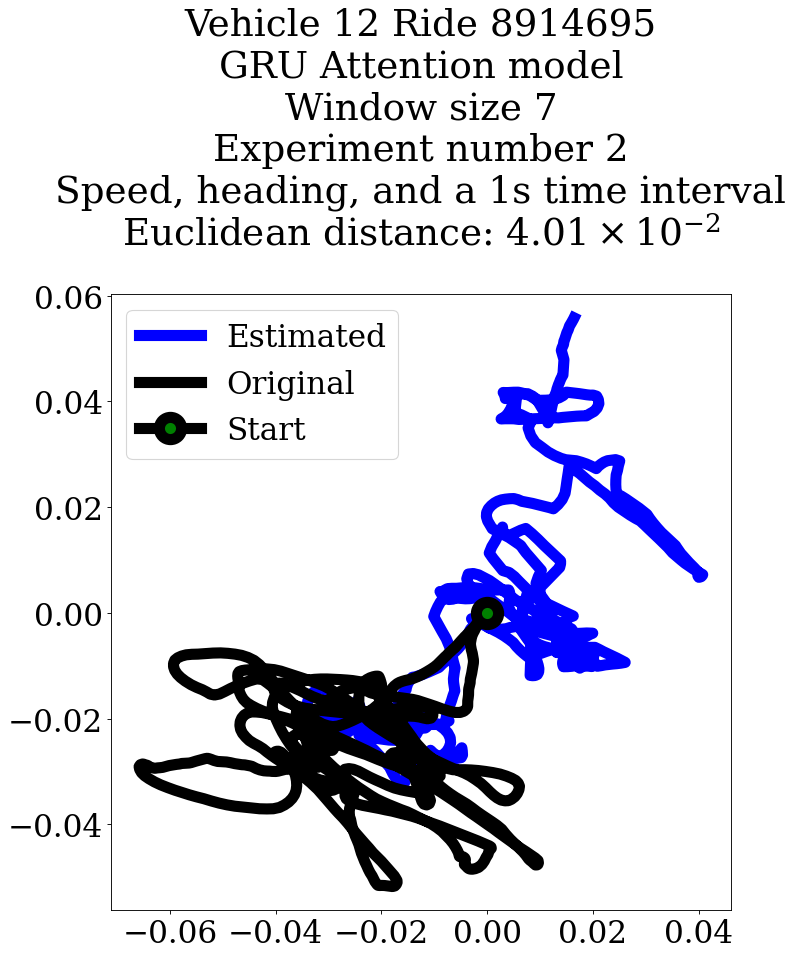 Vehicle 12 Ride 8914695
GRU Attention model
Window size 7
Experiment number 2
Speed, heading, and a 1s time interval
Euclidean distance: 4.01 × 10⁻²
Estimated
Original
Start
0.06
0.04
0.02
0.00
−0.02
−0.04
−0.06 −0.04 −0.02 0.00 0.02 0.04